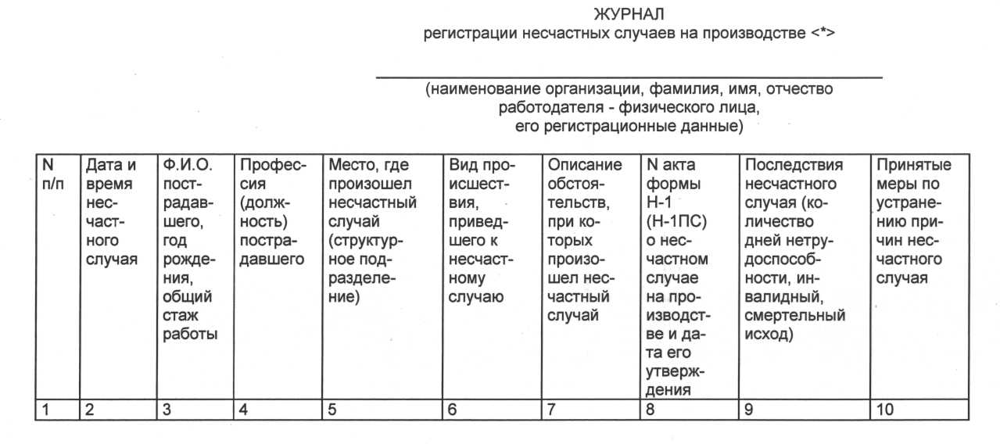 ЖУРНАЛ
регистрации несчастных случаев на производстве <*>
(наименование организации, фамилия, имя, отчество
работодателя - физического лица,
его регистрационные данные)
N
п/п
Дата и
время
нес-
част-
ного
случая
Ф.И.О.
пост-
радав-
шего,
год
рожде-
ния,
общий
стаж
работы
Профес-
сия
(долж-
ность)
постра-
давшего
Место, где
произошел
несчастный
случай
(структур-
ное под-
разделе-
ние)
Вид про-
исшест-
вия,
привед-
шего к
несчаст-
ному
случаю
Описание
обстоя-
тельств,
при ко-
торых
произо-
шел нес-
частный
случай
N акта
формы
Н-1
(Н-1ПС)
о нес-
частном
случае
на про-
изводст-
ве и да-
та его
утверж-
дения
Последствия
несчастного
случая (ко-
личество
дней нетру-
доспособ-
ности, ин-
валидный,
смертельный
исход)
Принятые
меры по
устране-
нию при-
чин нес-
частного
случая
1 2 3 4 5 6 7 8 9 10